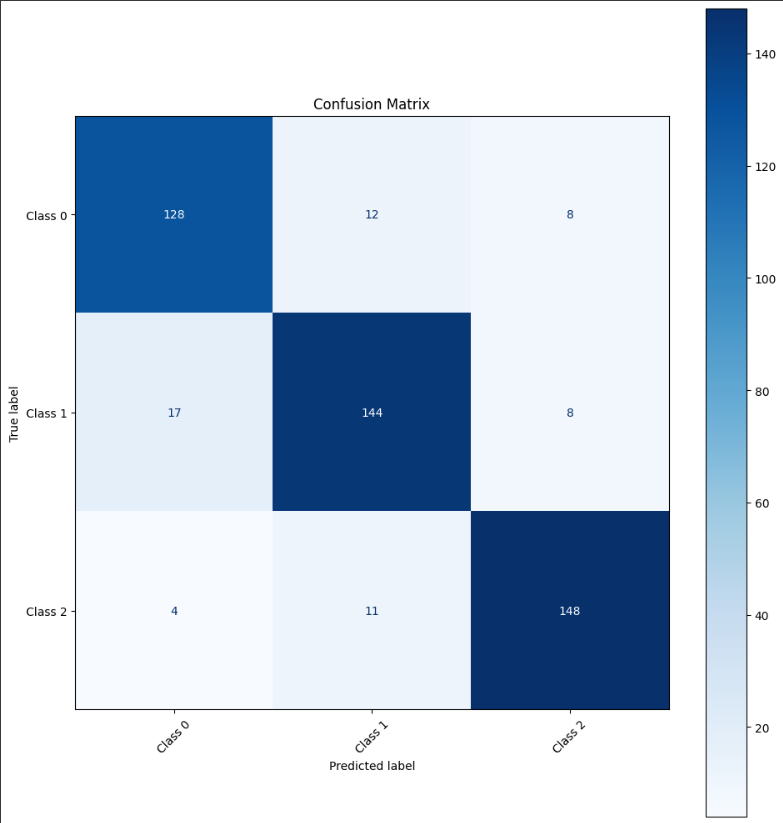 Confusion Matrix
140
120
100
80
60
40
20
True label
Class 0
128
12
8
Class 1
17
144
8
Class 2
4
11
148
Class 0
Class 1
Class 2
Predicted label